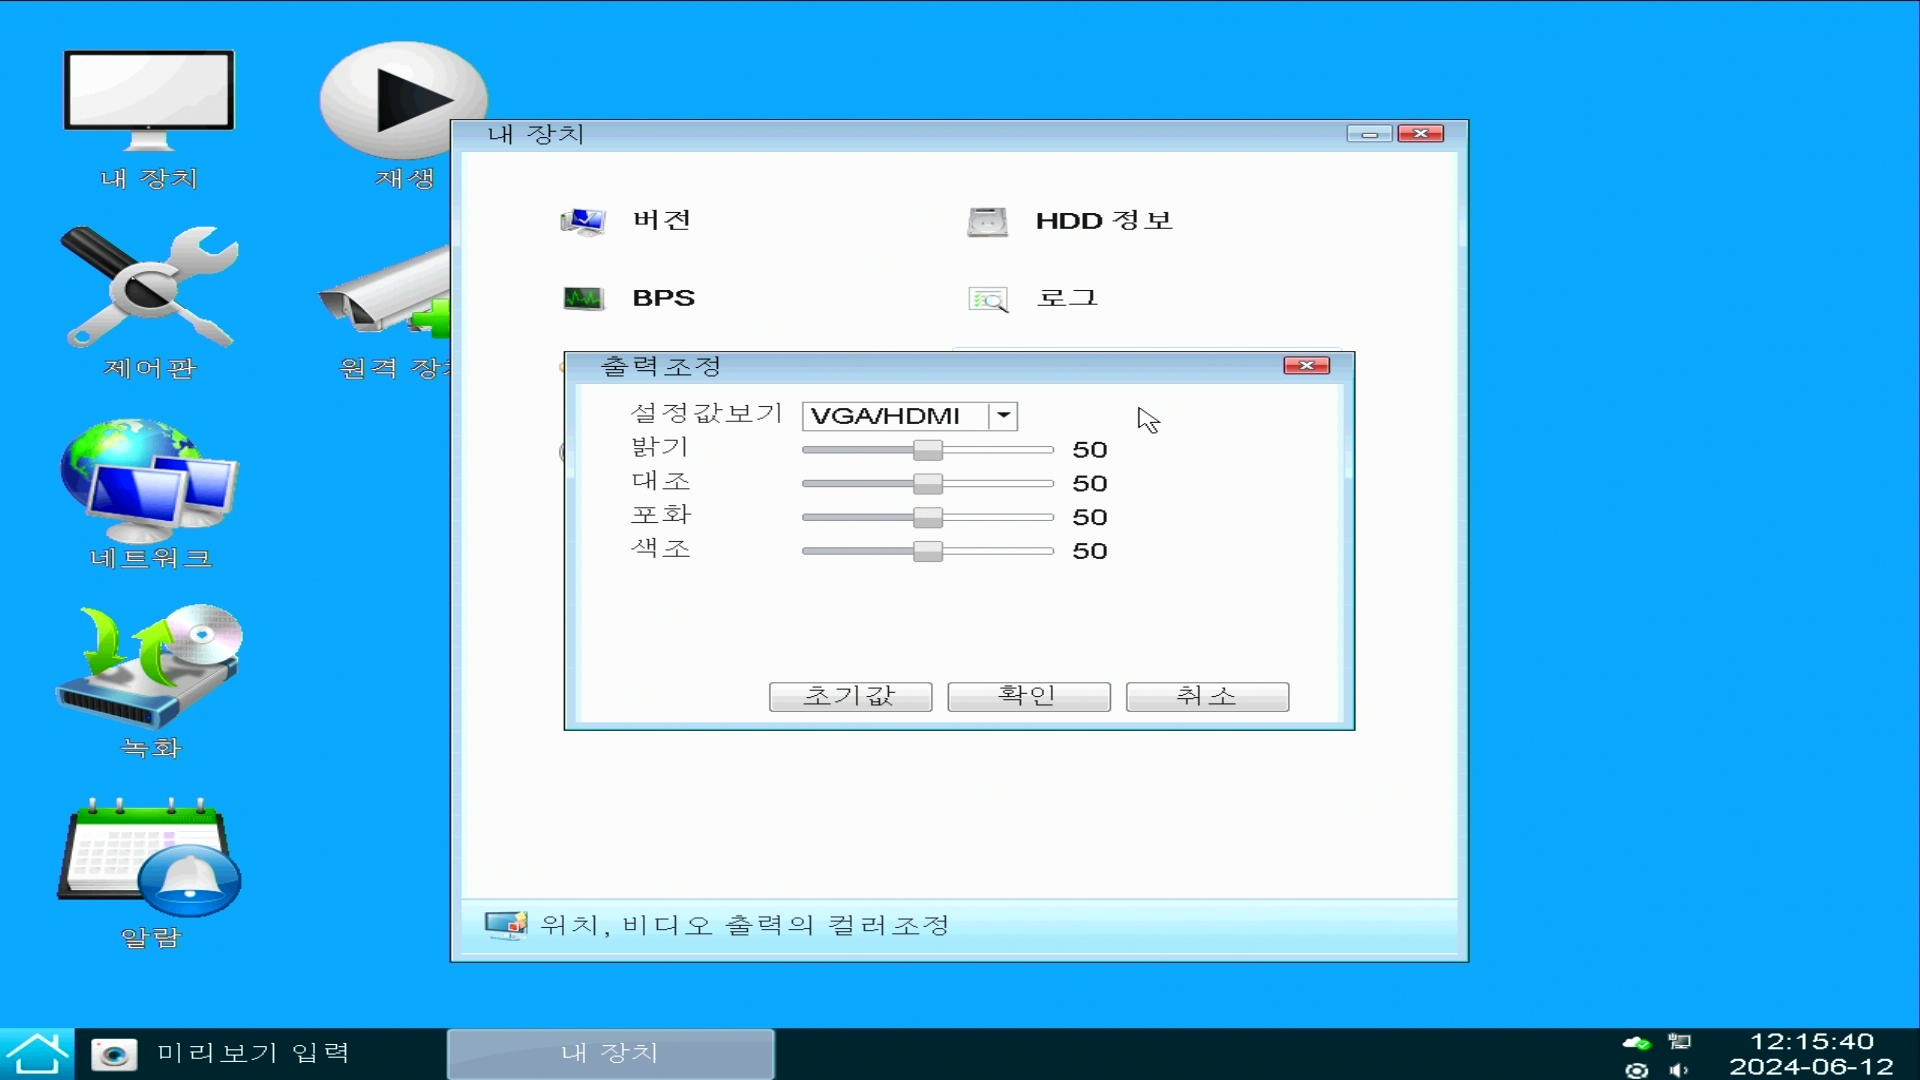 내 장치
재생
제어판
원격 장
네트워크
녹화
알람
내 장치
버전
HDD 정보
BPS
로그
출력조정
설정값보기 VGA/HDMI
밝기 50
대조 50
포화 50
색조 50
초기값 확인 취소
위치, 비디오 출력의 컬러조정
미리보기 입력
내 장치
12:15:40
2024-06-12